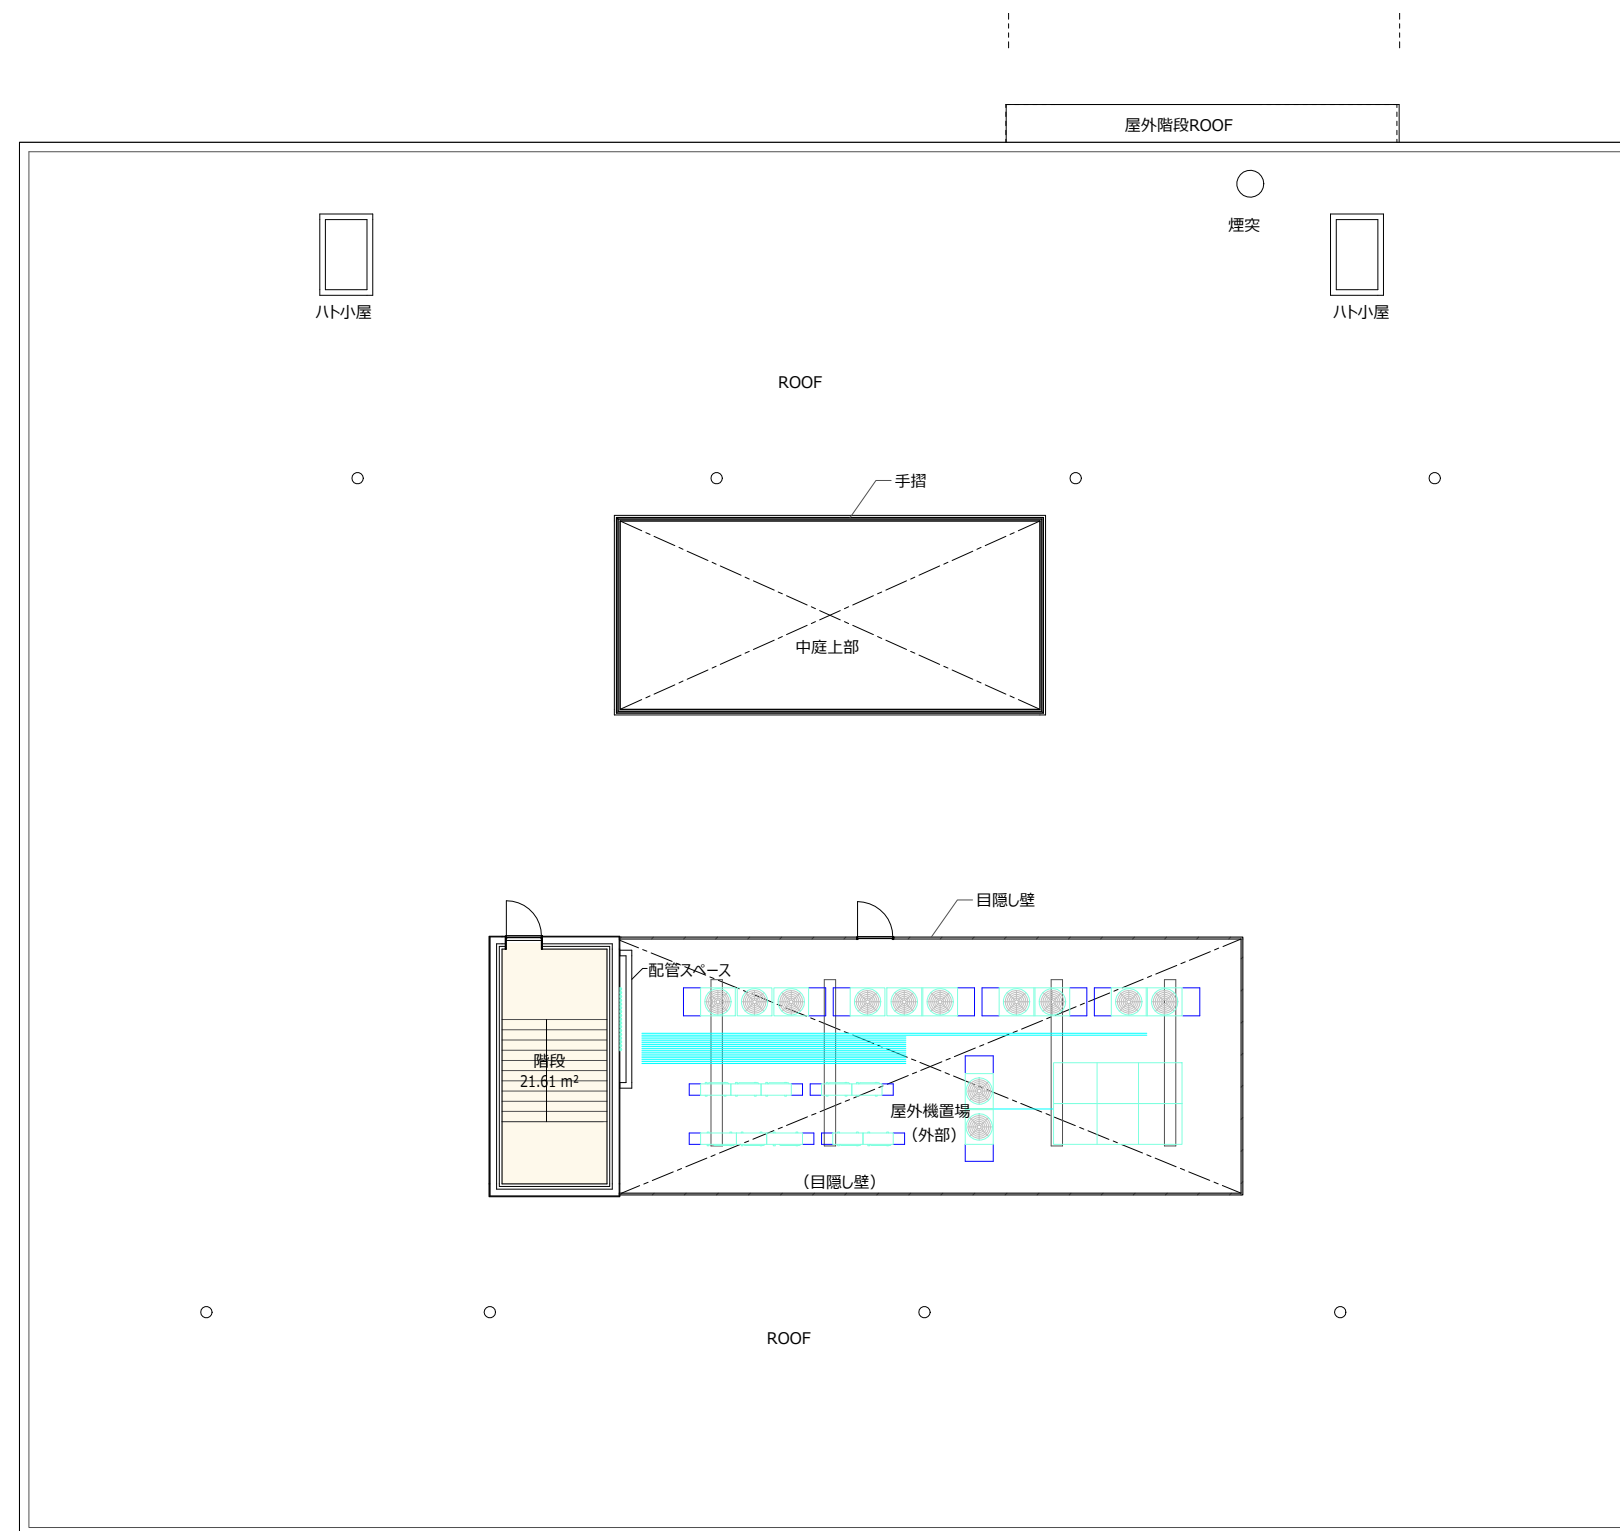 屋外階段ROOF
煙突
ハト小屋
ハト小屋
ROOF
手摺
中庭上部
目隠し壁
配管スペース
階段
21.61 m²
屋外機置場
（外部）
（目隠し壁）
ROOF